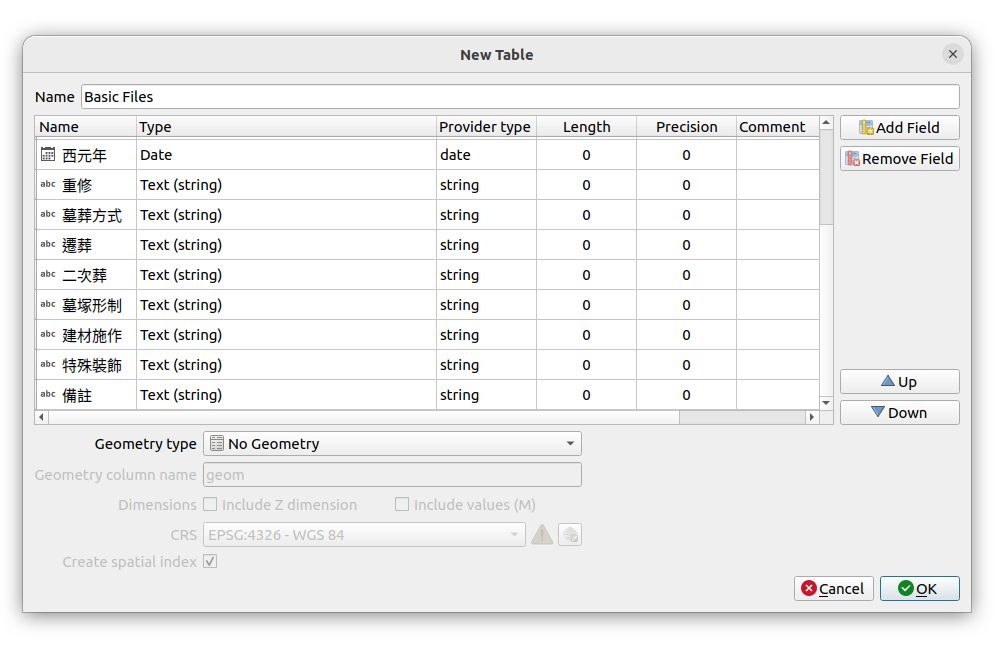 New Table
Name Basic Files
Name Type Provider type Length Precision Comment
西元年 Date date 0 0
abc 重修 Text (string) string 0 0
abc 墓葬方式 Text (string) string 0 0
abc 遷葬 Text (string) string 0 0
abc 二次葬 Text (string) string 0 0
abc 墓塚形制 Text (string) string 0 0
abc 建材施作 Text (string) string 0 0
abc 特殊裝飾 Text (string) string 0 0
abc 備註 Text (string) string 0 0
Add Field
Remove Field
Up
Down
Geometry type No Geometry
Geometry column name geom
Dimensions Include Z dimension Include values (M)
CRS EPSG:4326 - WGS 84
Create spatial index
Cancel OK